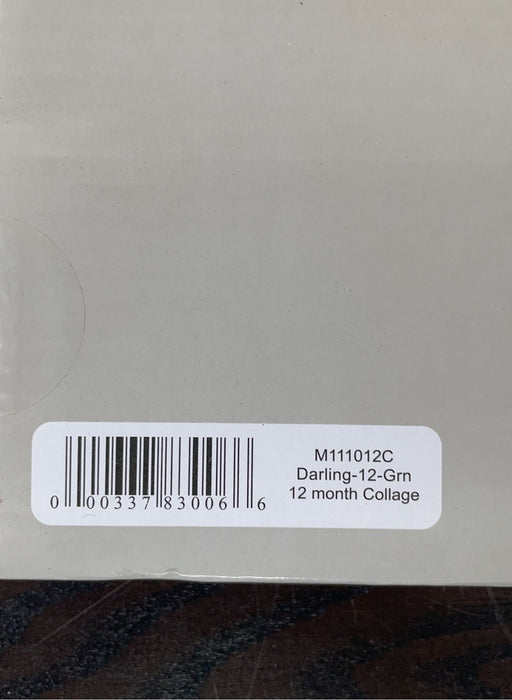 M111012C
Darling-12-Grn
12 month Collage
0 00337 83006 6